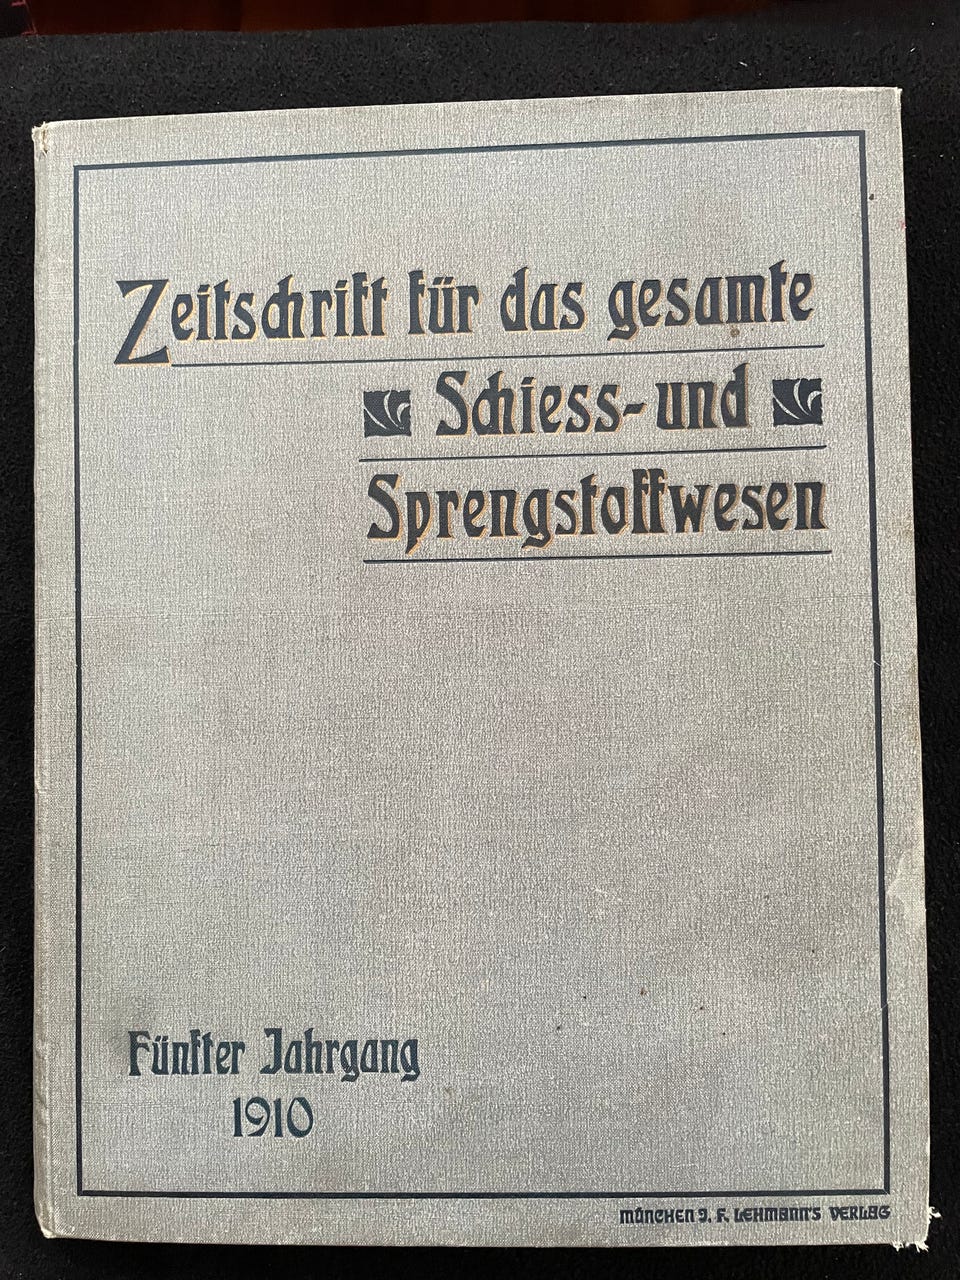 Zeitschrift für das gesamte
Schiess- und
Sprengstoffwesen
Fünfter Jahrgang
1910
MÜNCHEN J. F. LEHMANN'S VERLAG